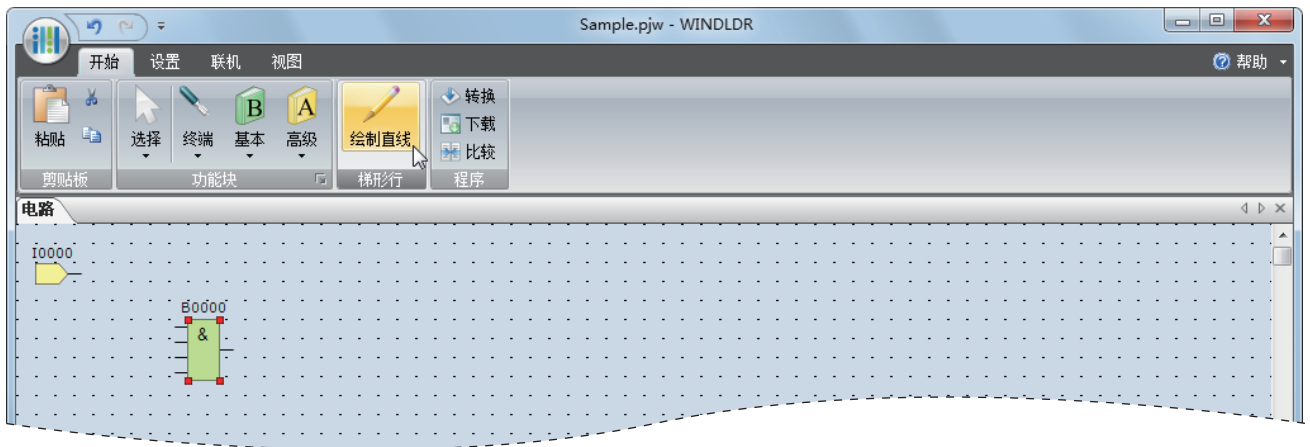 Sample.pjw - WINDLDR
开始 设置 联机 视图 帮助
粘贴 选择 终端 B 基本 A 高级 绘制直线 转换
下载
比较
剪贴板 功能块 梯形行 程序
电路
I0000
B0000
&